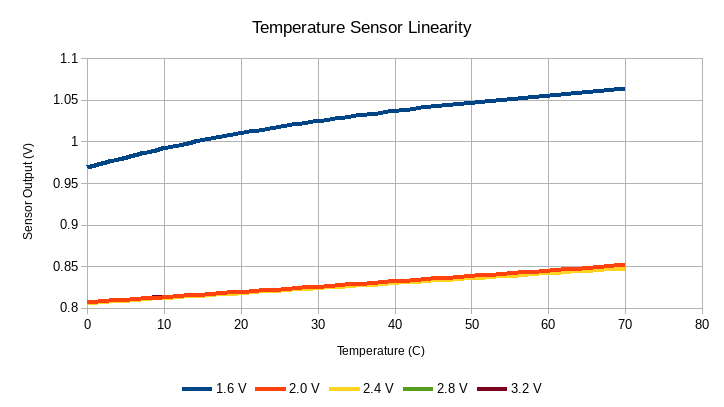 Temperature Sensor Linearity
1.1
1.05
1
0.95
0.9
0.85
0.8
Sensor Output (V)
0 10 20 30 40 50 60 70 80
Temperature (C)
1.6 V 2.0 V 2.4 V 2.8 V 3.2 V